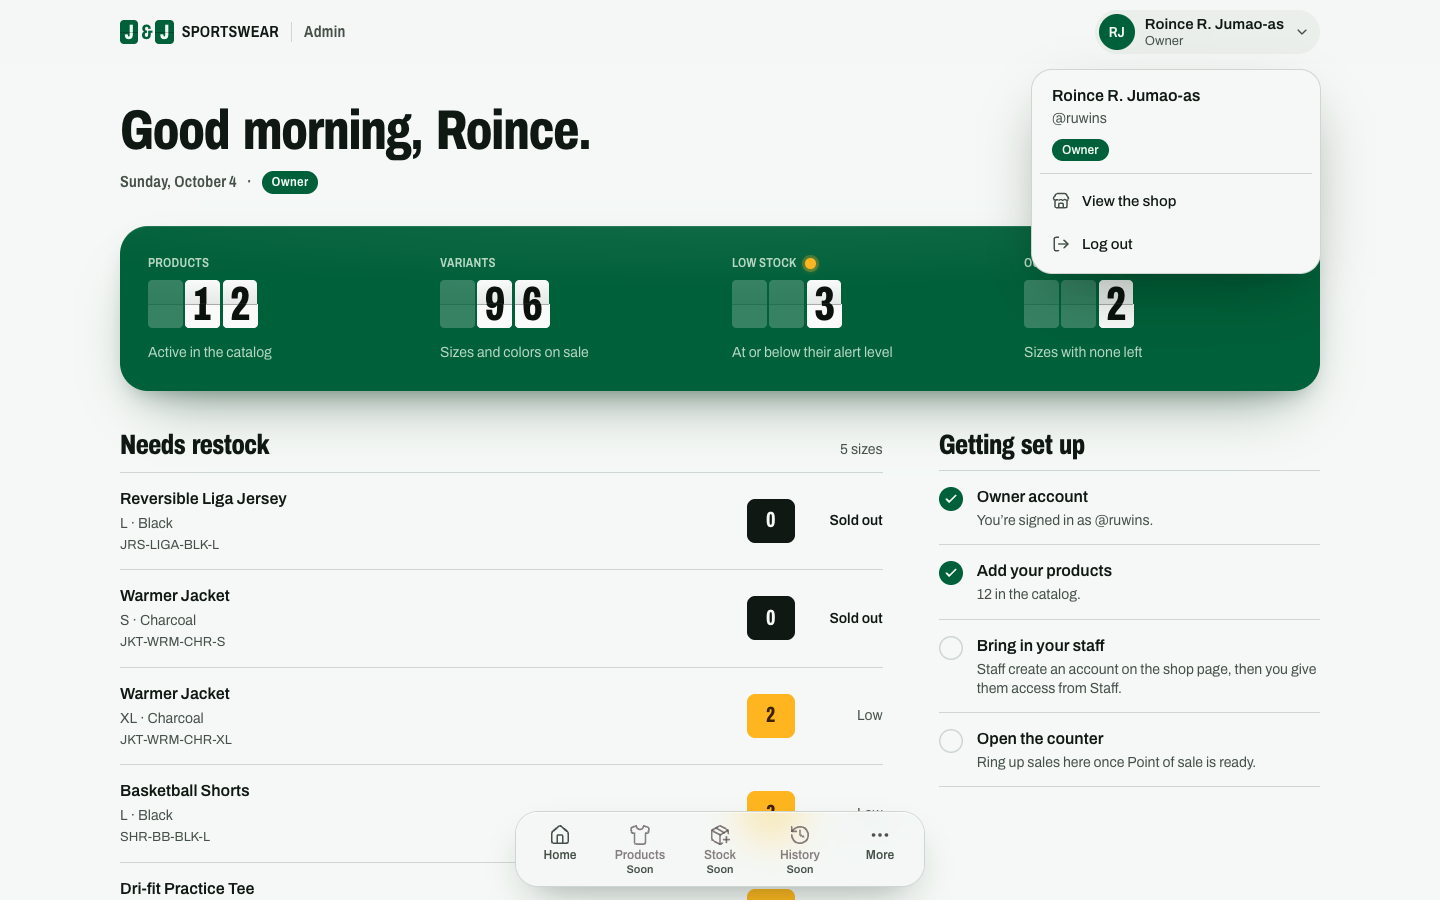 J & J SPORTSWEAR Admin
RJ
Roince R. Jumao-as
Owner
Roince R. Jumao-as
@ruwins
Owner
View the shop
Log out
Good morning, Roince.
Sunday, October 4 · Owner
PRODUCTS
12
Active in the catalog
VARIANTS
96
Sizes and colors on sale
LOW STOCK
3
At or below their alert level
2
Sizes with none left
Needs restock
5 sizes
Reversible Liga Jersey
L · Black
JRS-LIGA-BLK-L
0
Sold out
Warmer Jacket
S · Charcoal
JKT-WRM-CHR-S
0
Sold out
Warmer Jacket
XL · Charcoal
JKT-WRM-CHR-XL
2
Low
Basketball Shorts
L · Black
SHR-BB-BLK-L
Low
Dri-fit Practice Tee
Getting set up
Owner account
You’re signed in as @ruwins.
Add your products
12 in the catalog.
Bring in your staff
Staff create an account on the shop page, then you give
them access from Staff.
Open the counter
Ring up sales here once Point of sale is ready.
Home
Products
Soon
Stock
Soon
History
Soon
More